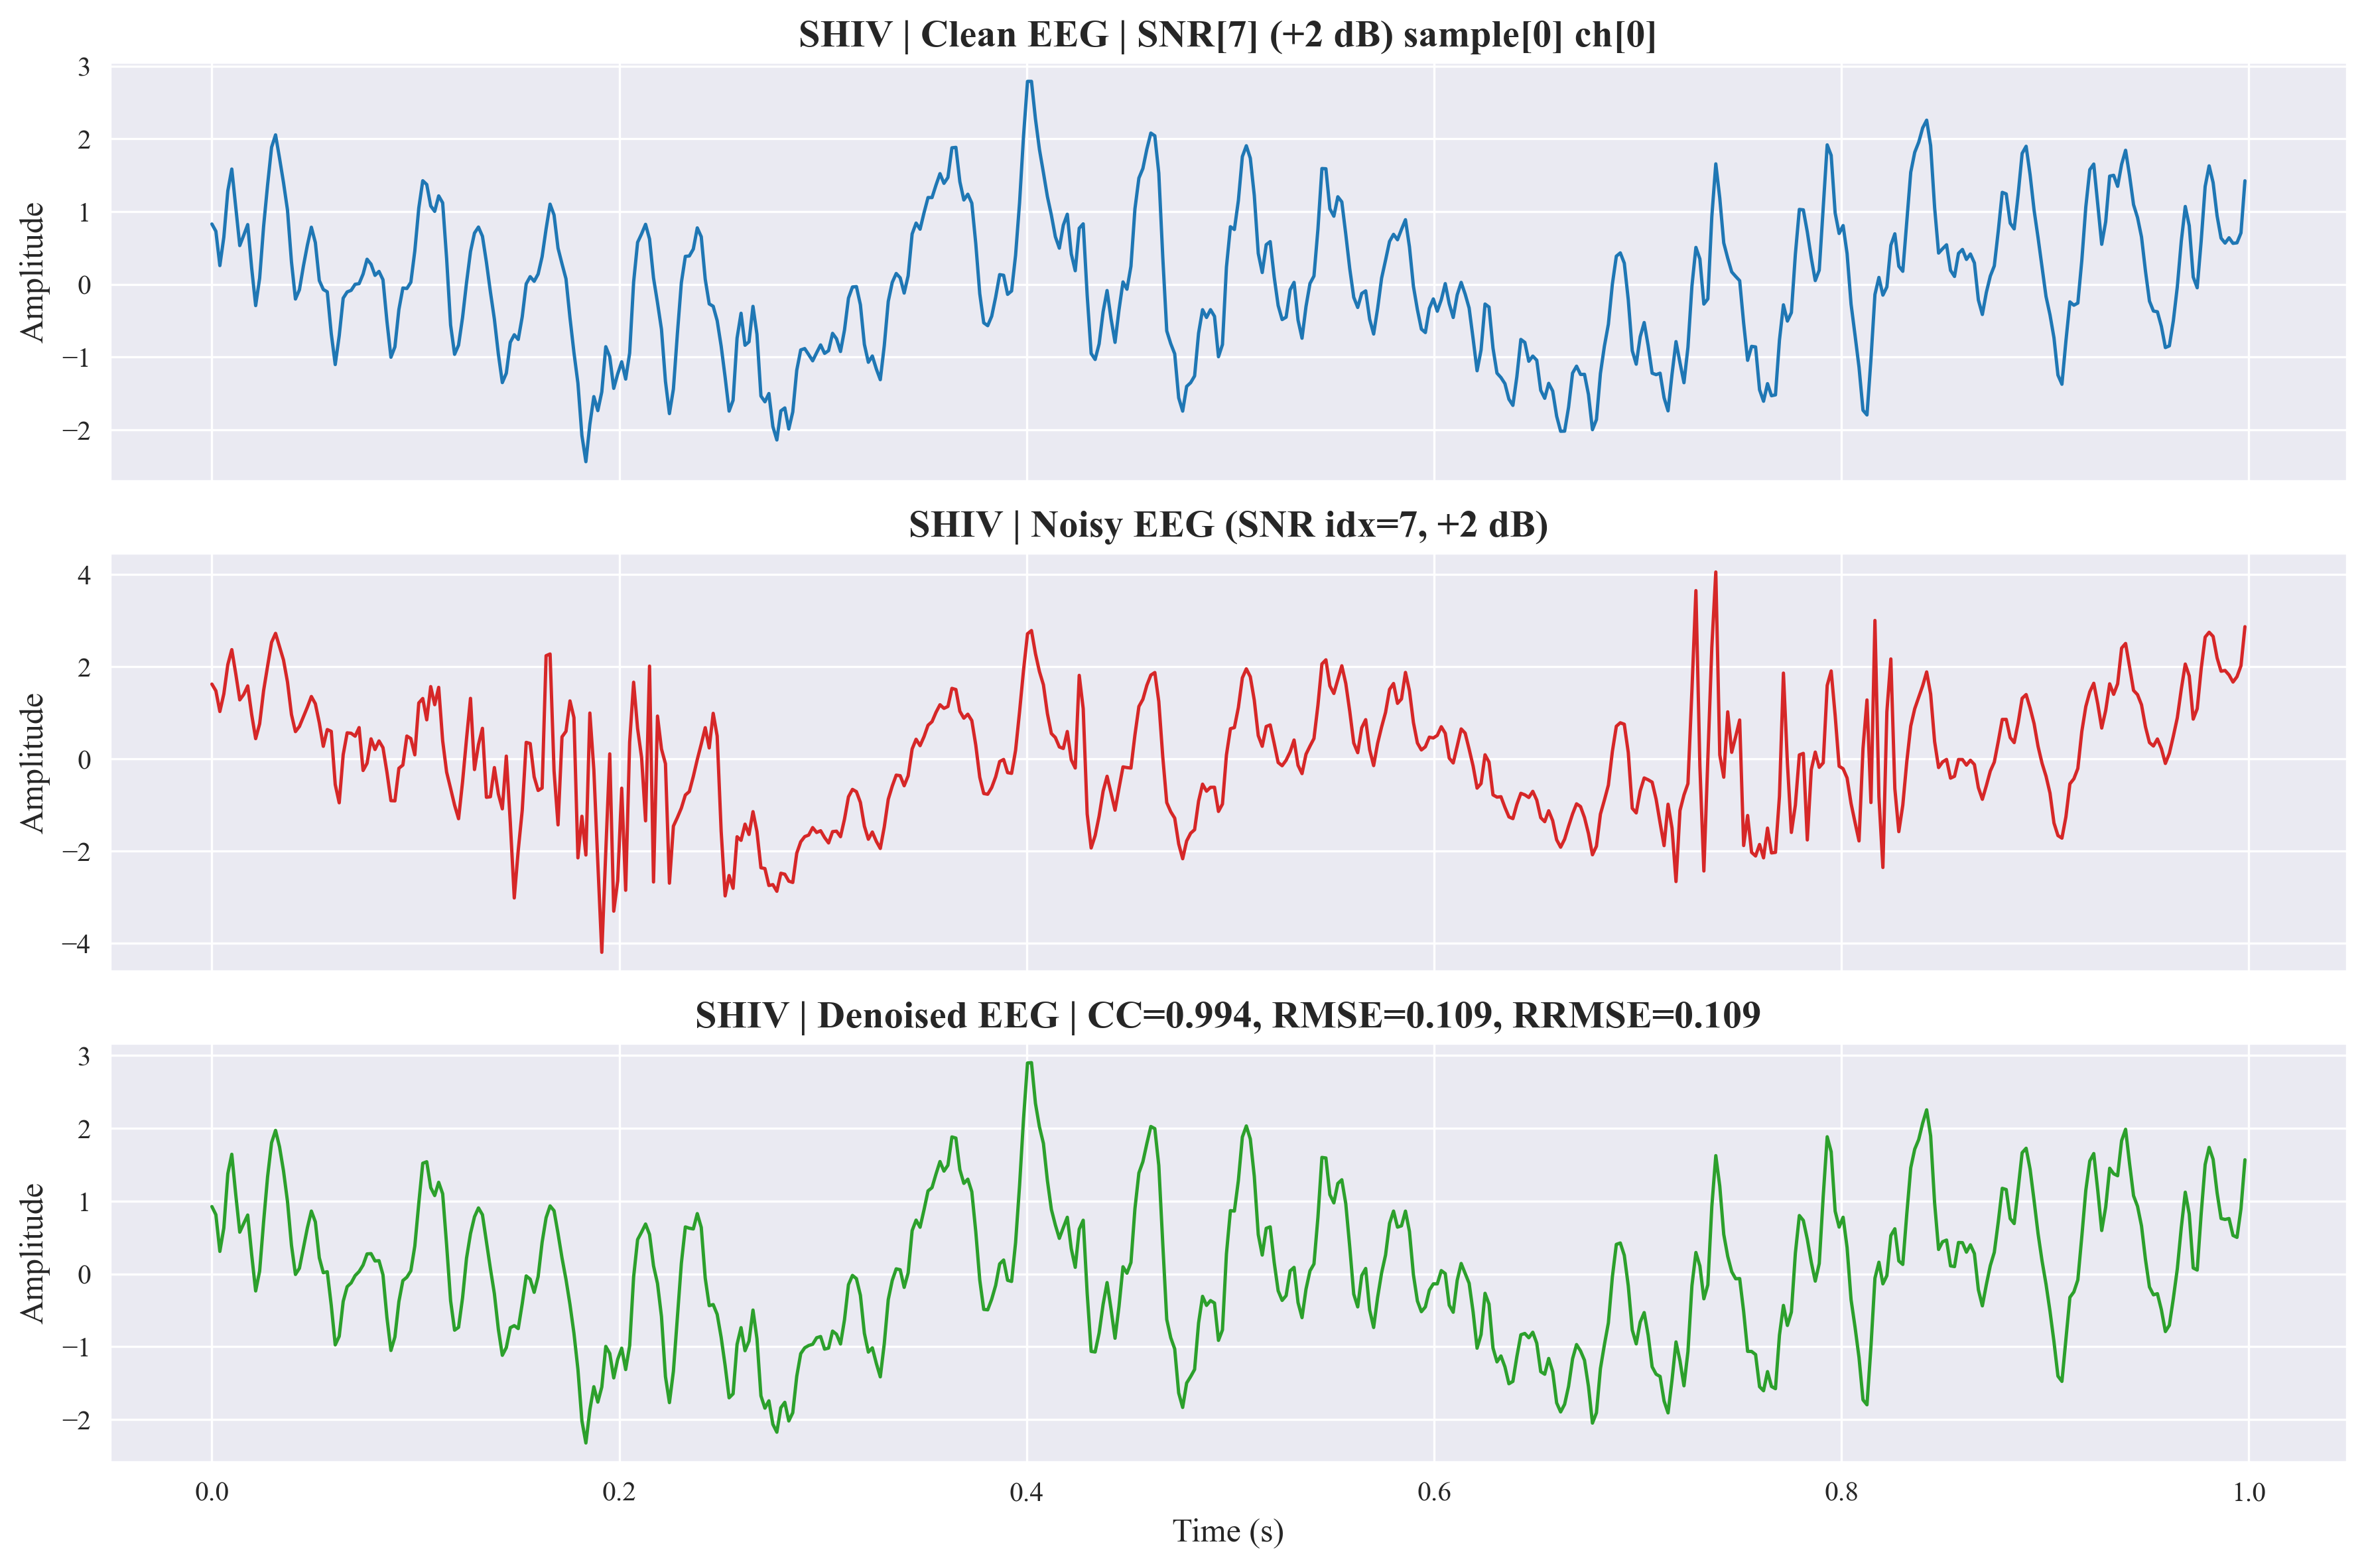 SHIV | Clean EEG | SNR[7] (+2 dB) sample[0] ch[0]
3
2
1
0
−1
−2
Amplitude
SHIV | Noisy EEG (SNR idx=7, +2 dB)
4
2
0
−2
−4
Amplitude
SHIV | Denoised EEG | CC=0.994, RMSE=0.109, RRMSE=0.109
3
2
1
0
−1
−2
Amplitude
0.0 0.2 0.4 0.6 0.8 1.0
Time (s)